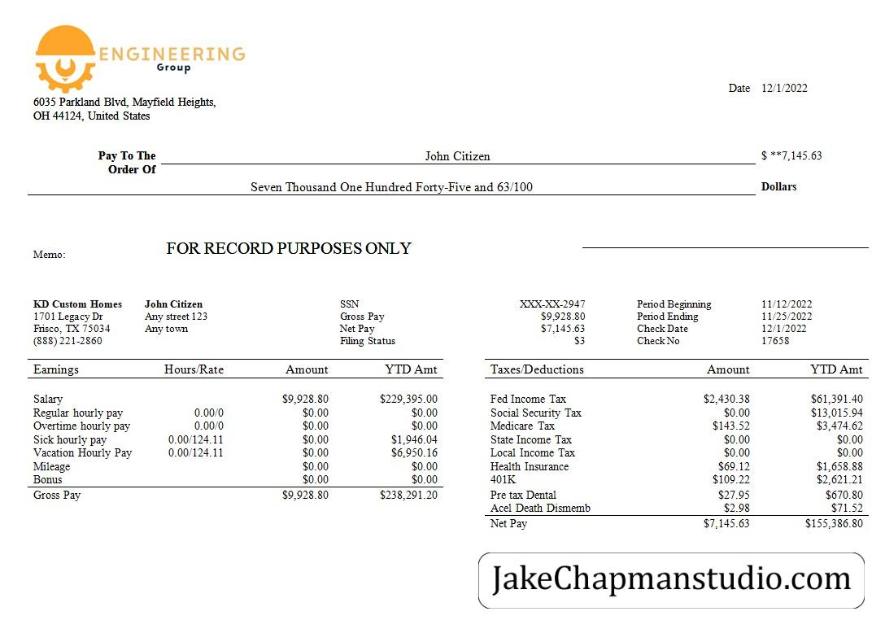 ENGINEERING
Group
6035 Parkland Blvd, Mayfield Heights,
OH 44124, United States
Date 12/1/2022
Pay To The John Citizen $ **7,145.63
Order Of
Seven Thousand One Hundred Forty-Five and 63/100 Dollars
Memo: FOR RECORD PURPOSES ONLY
KD Custom Homes John Citizen SSN XXX-XX-2947 Period Beginning 11/12/2022
1701 Legacy Dr Any street 123 Gross Pay $9,928.80 Period Ending 11/25/2022
Frisco, TX 75034 Any town Net Pay $7,145.63 Check Date 12/1/2022
(888) 221-2860 Filing Status $3 Check No 17658
Earnings Hours/Rate Amount YTD Amt Taxes/Deductions Amount YTD Amt
Salary $9,928.80 $229,395.00 Fed Income Tax $2,430.38 $61,391.40
Regular hourly pay 0.00/0 $0.00 $0.00 Social Security Tax $0.00 $13,015.94
Overtime hourly pay 0.00/0 $0.00 $0.00 Medicare Tax $143.52 $3,474.62
Sick hourly pay 0.00/124.11 $0.00 $1,946.04 State Income Tax $0.00 $0.00
Vacation Hourly Pay 0.00/124.11 $0.00 $6,950.16 Local Income Tax $0.00 $0.00
Mileage $0.00 $0.00 Health Insurance $69.12 $1,658.88
Bonus $0.00 $0.00 401K $109.22 $2,621.21
Gross Pay $9,928.80 $238,291.20 Pre tax Dental $27.95 $670.80
Acel Death Dismemb $2.98 $71.52
Net Pay $7,145.63 $155,386.80
JakeChapmanstudio.com